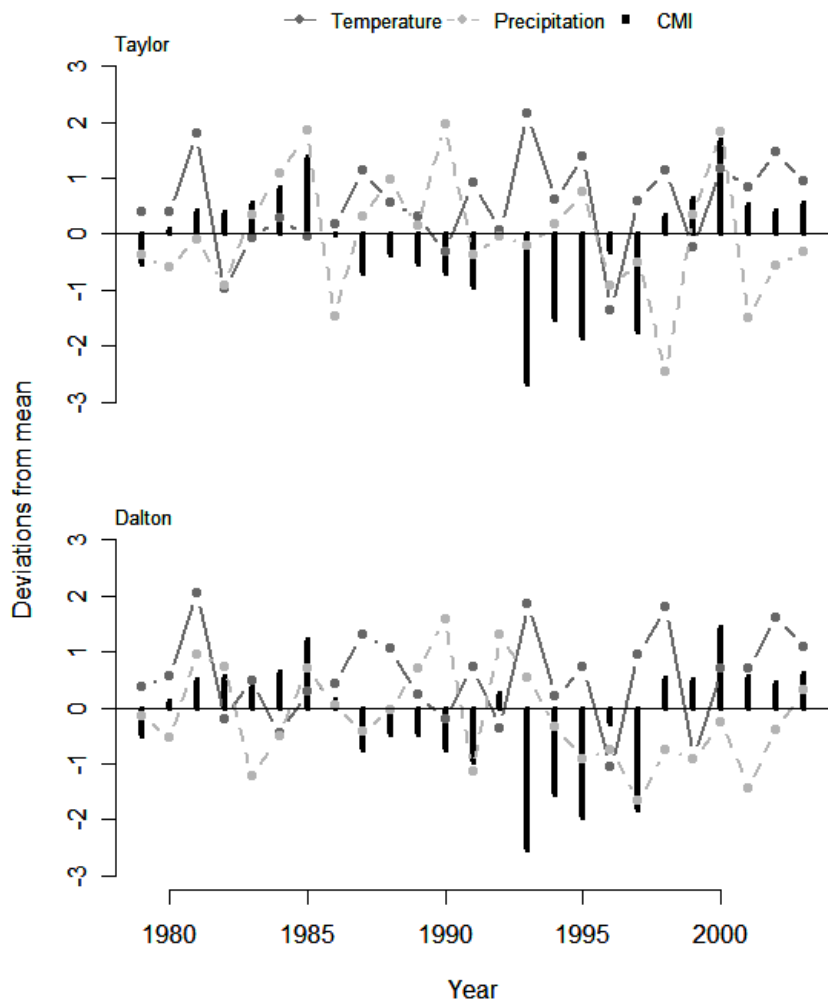 Temperature Precipitation CMI
Taylor
3
2
1
0
-1
-2
-3
Deviations from mean
Dalton
3
2
1
0
-1
-2
-3
1980 1985 1990 1995 2000
Year